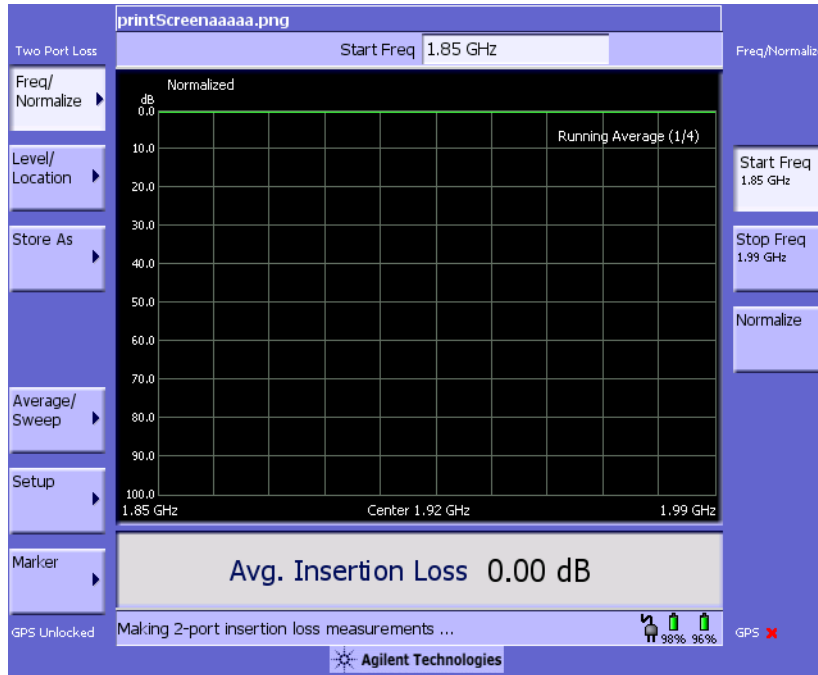 printScreenaaaaa.png
Two Port Loss
Start Freq 1.85 GHz
Freq/Normaliz
Freq/
Normalize
Level/
Location
Store As
Average/
Sweep
Setup
Marker
GPS Unlocked
Normalized
dB
0.0
Running Average (1/4)
10.0
20.0
30.0
40.0
50.0
60.0
70.0
80.0
90.0
100.0
1.85 GHz Center 1.92 GHz 1.99 GHz
Avg. Insertion Loss 0.00 dB
Making 2-port insertion loss measurements ...
98% 96%
Start Freq
1.85 GHz
Stop Freq
1.99 GHz
Normalize
GPS
Agilent Technologies